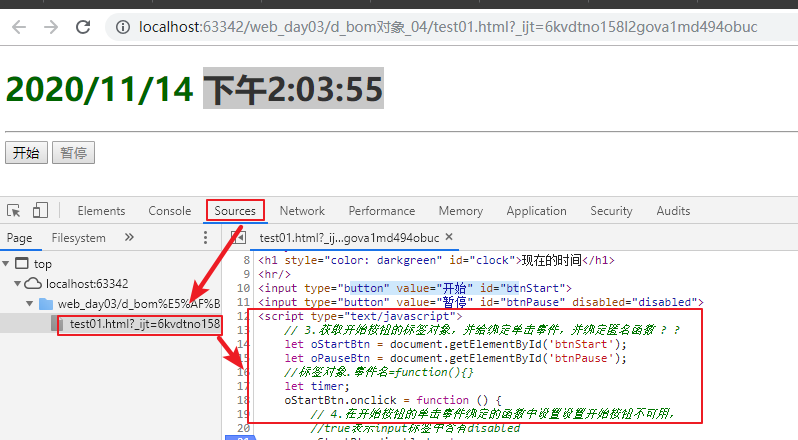 localhost:63342/web_day03/d_bom对象_04/test01.html?_ijt=6kvdtno158l2gova1md494obuc
2020/11/14 下午2:03:55
开始 暂停
Elements Console Sources Network Performance Memory Application Security Audits
Page Filesystem »
test01.html?_ij...gova1md494obuc ×
top
localhost:63342
web_day03/d_bom%E5%AF%B
test01.html?_ijt=6kvdtno158
8 <h1 style="color: darkgreen" id="clock">现在的时间</h1>
9 <hr/>
10 <input type="button" value="开始" id="btnStart">
11 <input type="button" value="暂停" id="btnPause" disabled="disabled">
12 <script type="text/javascript">
13 // 3.获取开始按钮的标签对象，并给绑定单击事件，并绑定匿名函数？？
14 let oStartBtn = document.getElementById('btnStart');
15 let oPauseBtn = document.getElementById('btnPause');
16 //标签对象.事件名=function(){}
17 let timer;
18 oStartBtn.onclick = function () {
19 // 4.在开始按钮的单击事件绑定的函数中设置设置开始按钮不可用，
20 //true表示input标签中含有disabled